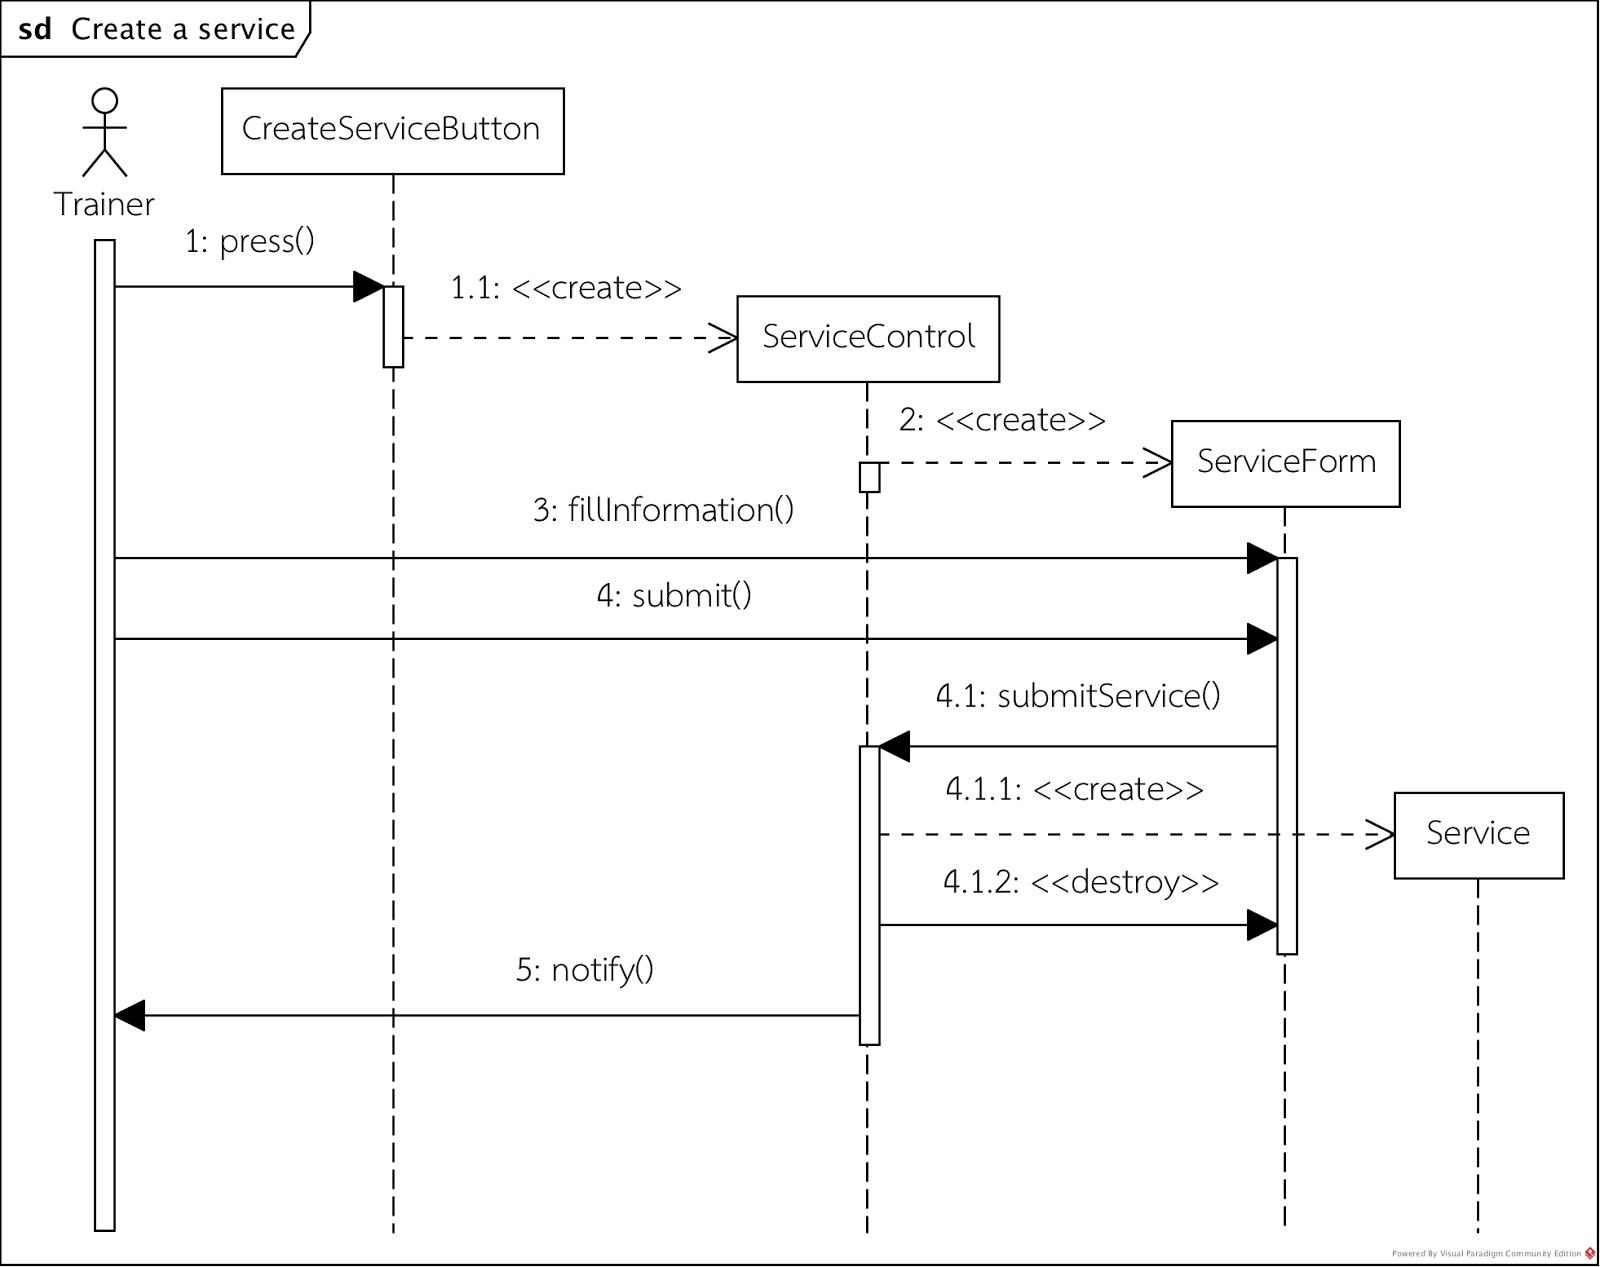 sd Create a service
CreateServiceButton
Trainer
1: press()
1.1: <<create>>
ServiceControl
2: <<create>>
ServiceForm
3: fillInformation()
4: submit()
4.1: submitService()
4.1.1: <<create>>
Service
4.1.2: <<destroy>>
5: notify()
Powered By Visual Paradigm Community Edition